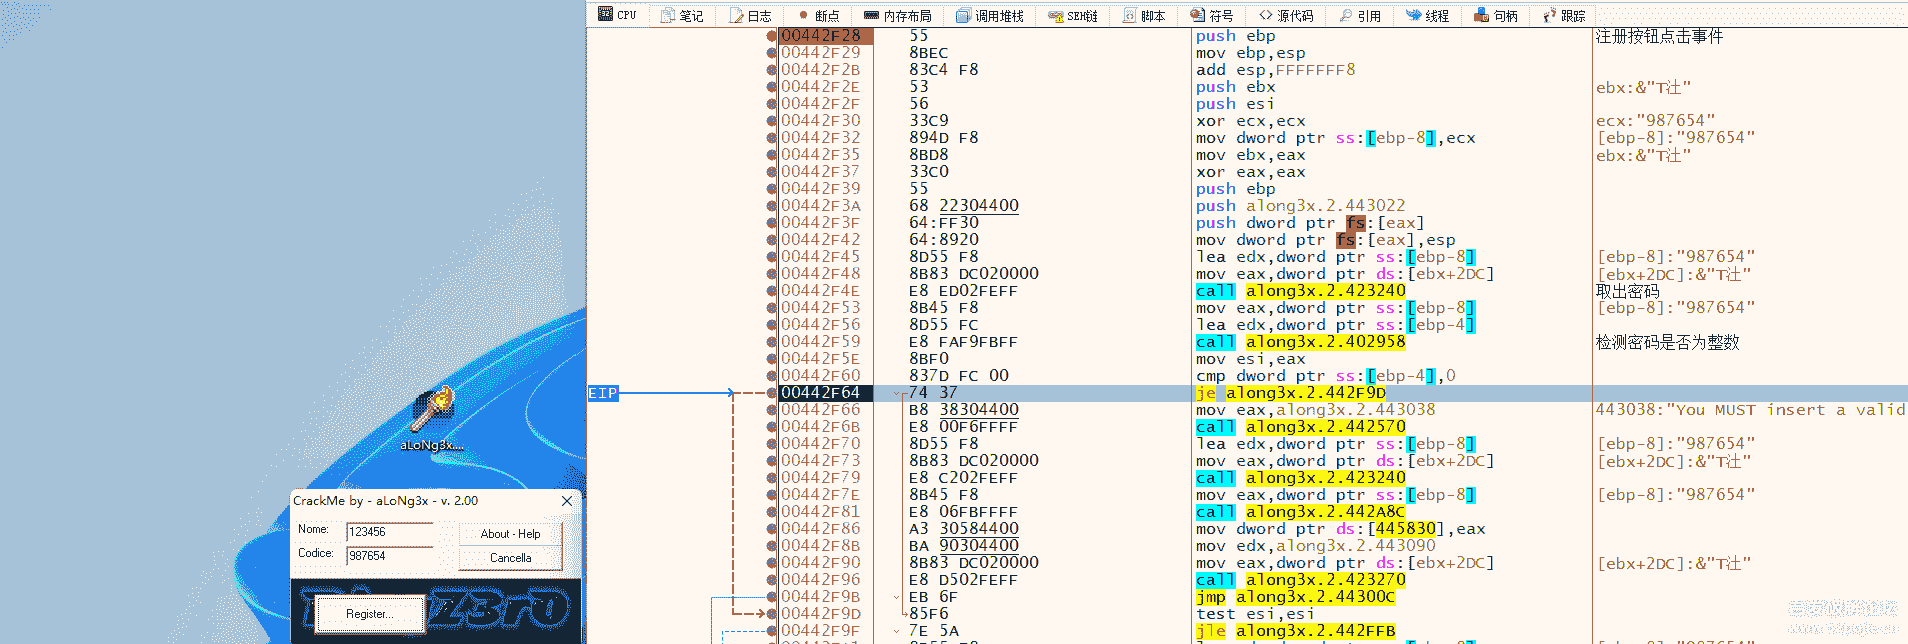 CPU 笔记 日志 断点 内存布局 调用堆栈 SEH链 脚本 符号 源代码 引用 线程 句柄 跟踪
00442F28 55 push ebp 注册按钮点击事件
00442F29 8BEC mov ebp,esp
00442F2B 83C4 F8 add esp,FFFFFFF8
00442F2E 53 push ebx ebx:&"T汢"
00442F2F 56 push esi
00442F30 33C9 xor ecx,ecx ecx:"987654"
00442F32 894D F8 mov dword ptr ss:[ebp-8],ecx [ebp-8]:"987654"
00442F35 8BD8 mov ebx,eax ebx:&"T汢"
00442F37 33C0 xor eax,eax
00442F39 55 push ebp
00442F3A 68 22304400 push along3x.2.443022
00442F3F 64:FF30 push dword ptr fs:[eax]
00442F42 64:8920 mov dword ptr fs:[eax],esp
00442F45 8D55 F8 lea edx,dword ptr ss:[ebp-8] [ebp-8]:"987654"
00442F48 8B83 DC020000 mov eax,dword ptr ds:[ebx+2DC] [ebx+2DC]:&"T汢"
00442F4E E8 ED02FEFF call along3x.2.423240 取出密码
00442F53 8B45 F8 mov eax,dword ptr ss:[ebp-8] [ebp-8]:"987654"
00442F56 8D55 FC lea edx,dword ptr ss:[ebp-4]
00442F59 E8 FAF9FBFF call along3x.2.402958 检测密码是否为整数
00442F5E 8BF0 mov esi,eax
00442F60 837D FC 00 cmp dword ptr ss:[ebp-4],0
EIP 00442F64 74 37 je along3x.2.442F9D
00442F66 B8 38304400 mov eax,along3x.2.443038 443038:"You MUST insert a valid
00442F6B E8 00F6FFFF call along3x.2.442570
00442F70 8D55 F8 lea edx,dword ptr ss:[ebp-8] [ebp-8]:"987654"
00442F73 8B83 DC020000 mov eax,dword ptr ds:[ebx+2DC] [ebx+2DC]:&"T汢"
00442F79 E8 C202FEFF call along3x.2.423240
00442F7E 8B45 F8 mov eax,dword ptr ss:[ebp-8] [ebp-8]:"987654"
00442F81 E8 06FBFFFF call along3x.2.442A8C
00442F86 A3 30584400 mov dword ptr ds:[445830],eax
00442F8B BA 90304400 mov edx,along3x.2.443090
00442F90 8B83 DC020000 mov eax,dword ptr ds:[ebx+2DC] [ebx+2DC]:&"T汢"
00442F96 E8 D502FEFF call along3x.2.423270
00442F9B EB 6F jmp along3x.2.44300C
00442F9D 85F6 test esi,esi
00442F9F 7E 5A jle along3x.2.442FFB
aLoNg3x....
CrackMe by - aLoNg3x - v. 2.00
Nome: 123456 About - Help
Codice: 987654 Cancella
Register...